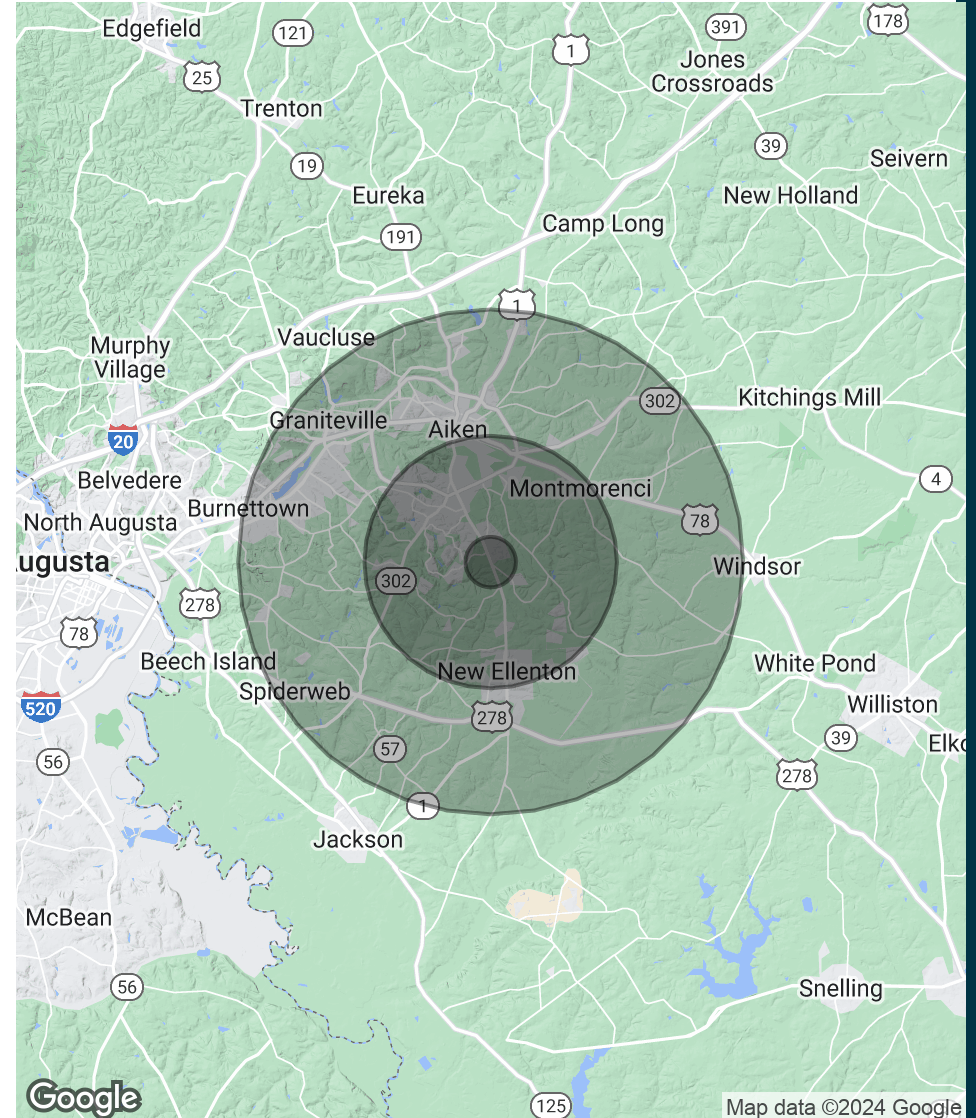 Edgefield
121
1
391
178
Jones
Crossroads
25
Trenton
39
Seivern
19
Eureka
New Holland
Camp Long
191
1
Vaucluse
Murphy
Village
302
Kitchings Mill
Graniteville
Aiken
20
Belvedere
4
Montmorenci
Burnettown
North Augusta
78
ugusta
Windsor
302
278
78
Beech Island
New Ellenton
White Pond
Spiderweb
520
Williston
278
39
Elko
57
56
278
1
Jackson
McBean
56
Snelling
Google
125
Map data ©2024 Google